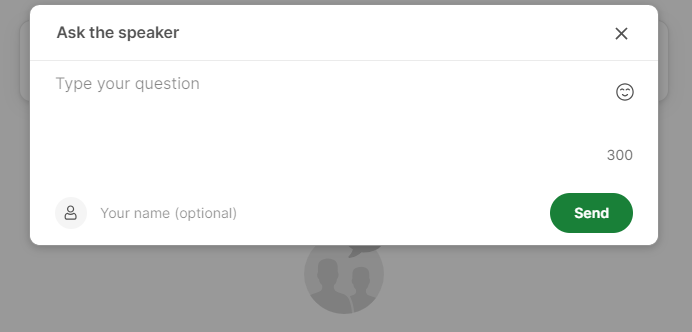 Ask the speaker
Type your question
300
Your name (optional)
Send